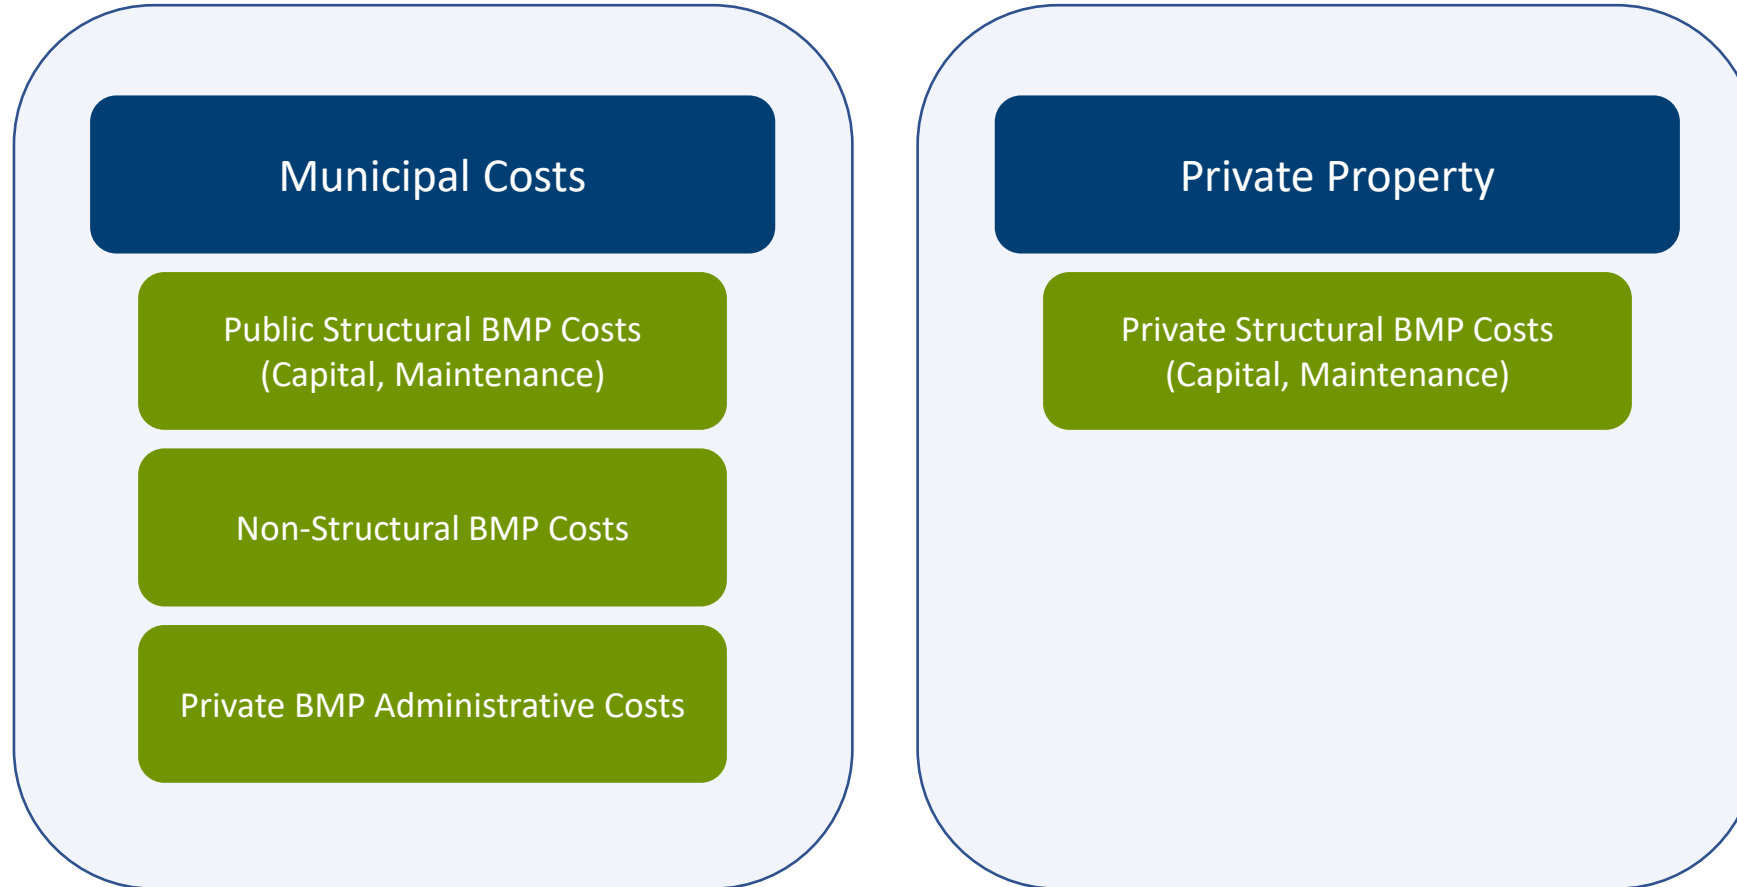 Municipal Costs
Public Structural BMP Costs
(Capital, Maintenance)
Non-Structural BMP Costs
Private BMP Administrative Costs
Private Property
Private Structural BMP Costs
(Capital, Maintenance)